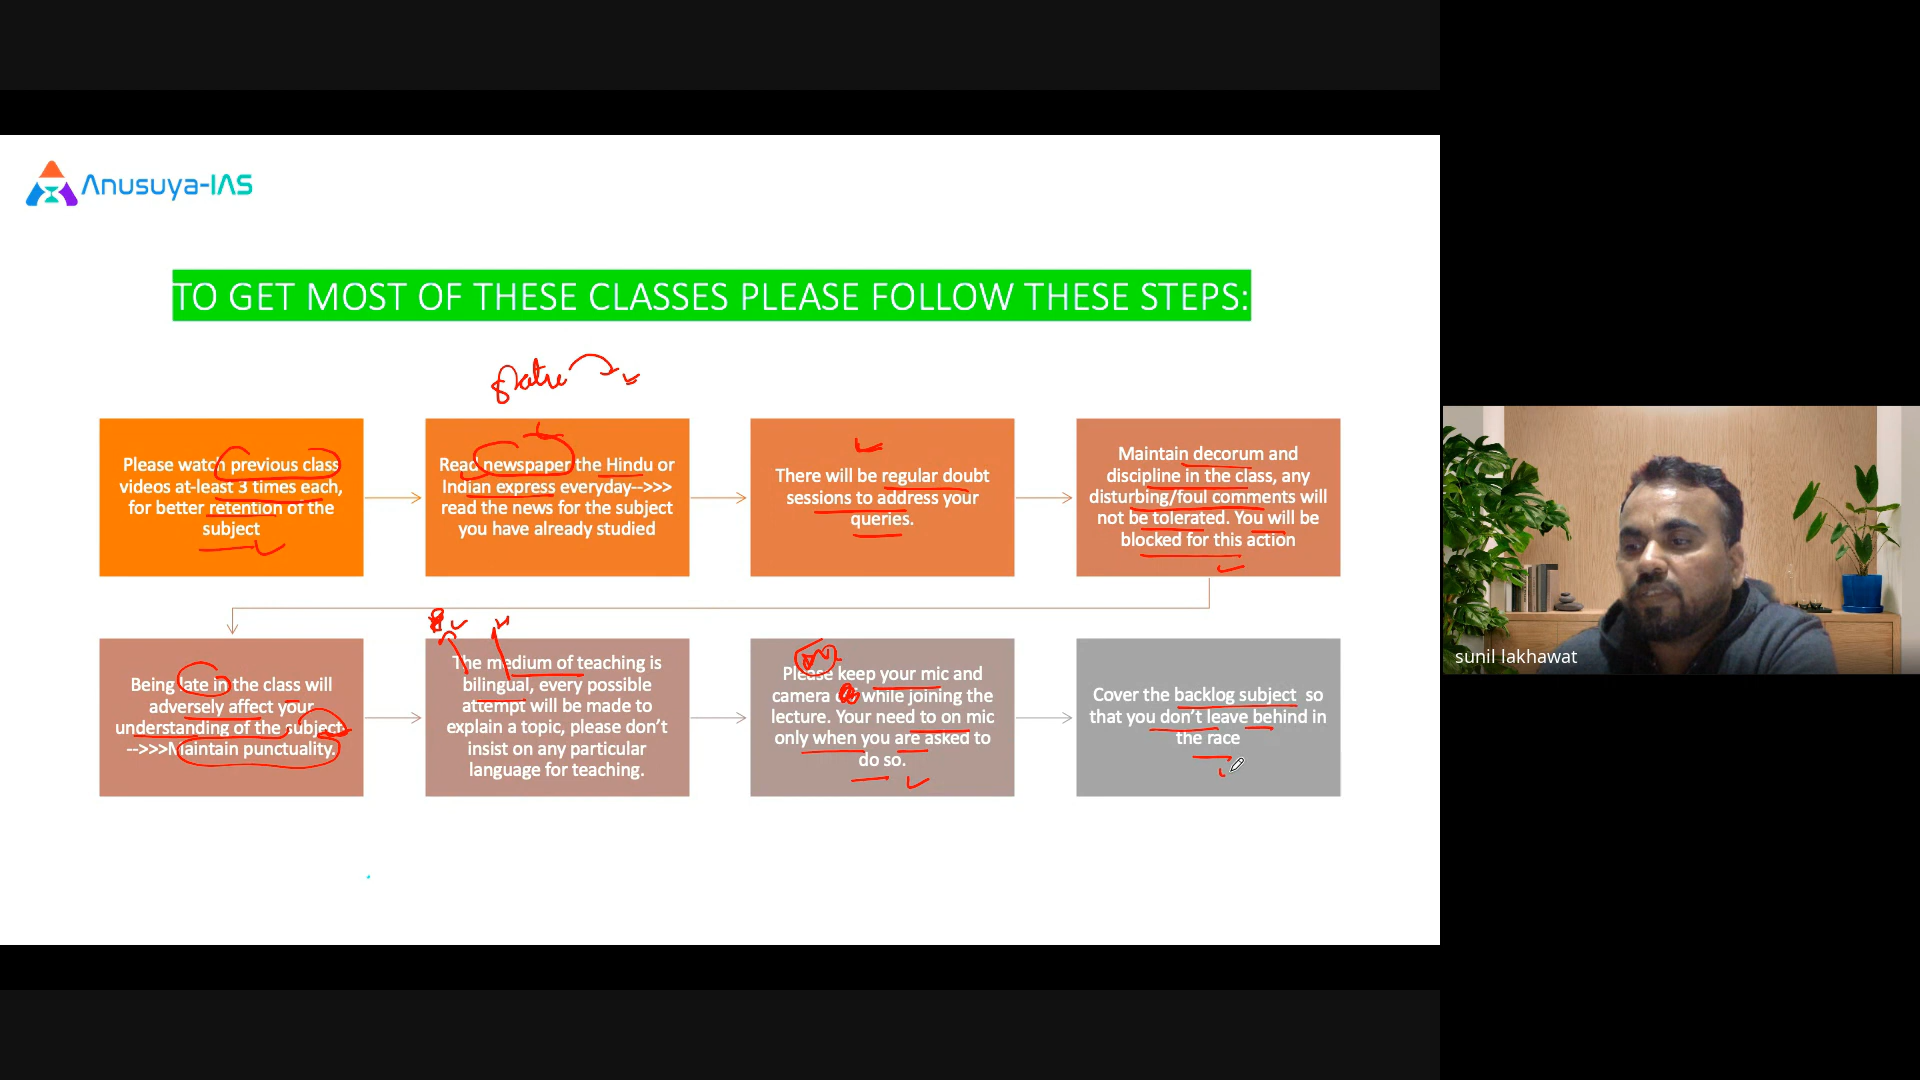 Anusuya-IAS
TO GET MOST OF THESE CLASSES PLEASE FOLLOW THESE STEPS:
Please watch previous class
videos at-least 3 times each,
for better retention of the
subject
Read newspaper the Hindu or
Indian express everyday-->>>
read the news for the subject
you have already studied
There will be regular doubt
sessions to address your
queries.
Maintain decorum and
discipline in the class, any
disturbing/foul comments will
not be tolerated. You will be
blocked for this action
Being late in the class will
adversely affect your
understanding of the subject
-->>>Maintain punctuality.
The medium of teaching is
bilingual, every possible
attempt will be made to
explain a topic, please don't
insist on any particular
language for teaching.
Please keep your mic and
camera while joining the
lecture. Your need to on mic
only when you are asked to
do so.
Cover the backlog subject so
that you don't leave behind in
the race
sunil lakhawat